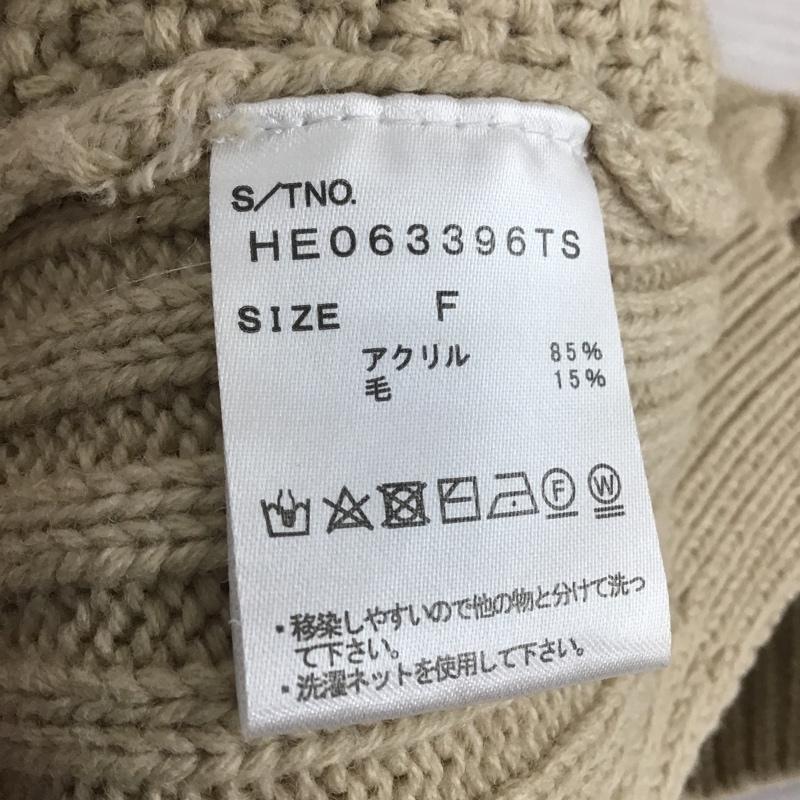 S/TNO.
HE063396TS
SIZE F
アクリル 85%
毛 15%
F W
・移染しやすいので他の物と分けて洗っ
て下さい。
・洗濯ネットを使用して下さい。